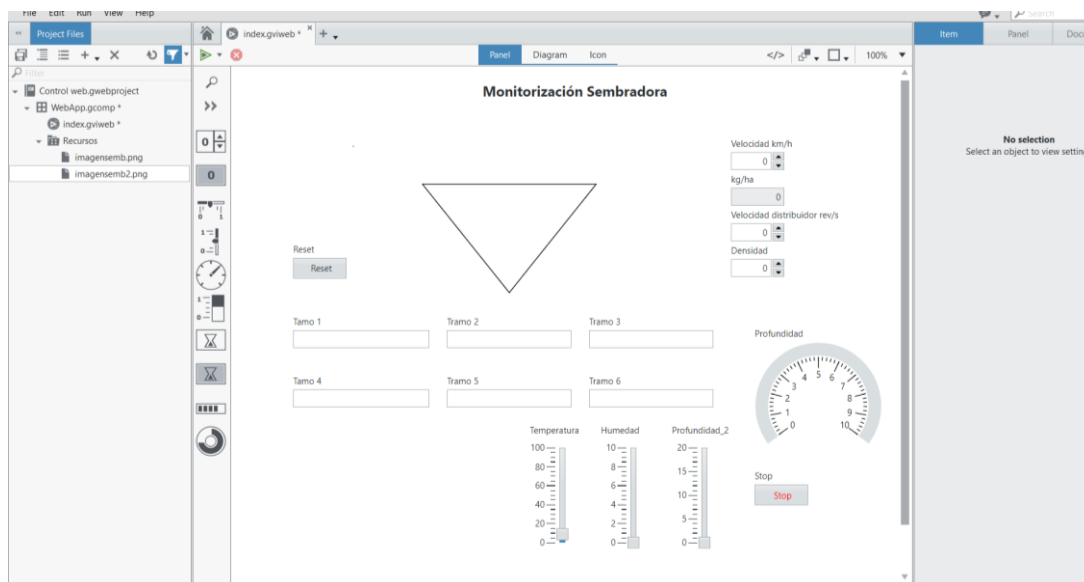 File Edit Run View Help
Search
Project Files
index.gviweb *
Item Panel
Panel Diagram Icon
</> 100%
Filter
Control web.gwebproject
WebApp.gcomp *
index.gviweb *
Recursos
imagensemb.png
imagensemb2.png
Monitorización Sembradora
No selection
Select an object to view
Velocidad km/h
0
kg/ha
0
Velocidad distribuidor rev/s
0
Densidad
0
Reset
Reset
Tamo 1 Tramo 2 Tramo 3
Tamo 4 Tramo 5 Tramo 6
Profundidad
0 1 2 3 4 5 6 7 8 9 10
Temperatura Humedad Profundidad_2
100 10 20
80 8 15
60 6 10
40 4 5
20 2 0
0 0
Stop
Stop